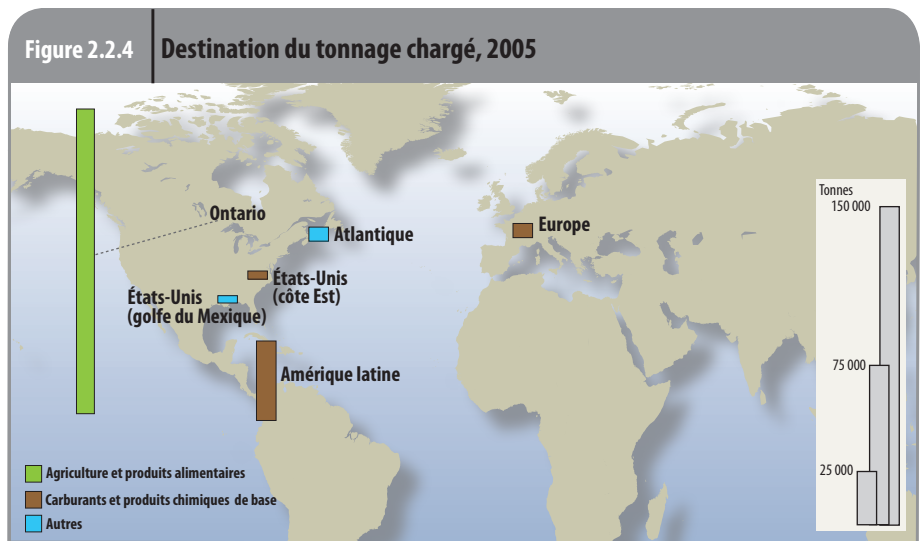 Figure 2.2.4
Destination du tonnage chargé, 2005
Ontario
Atlantique
Europe
États-Unis
(côte Est)
États-Unis
(golfe du Mexique)
Amérique latine
Tonnes
150 000
75 000
25 000
Agriculture et produits alimentaires
Carburants et produits chimiques de base
Autres